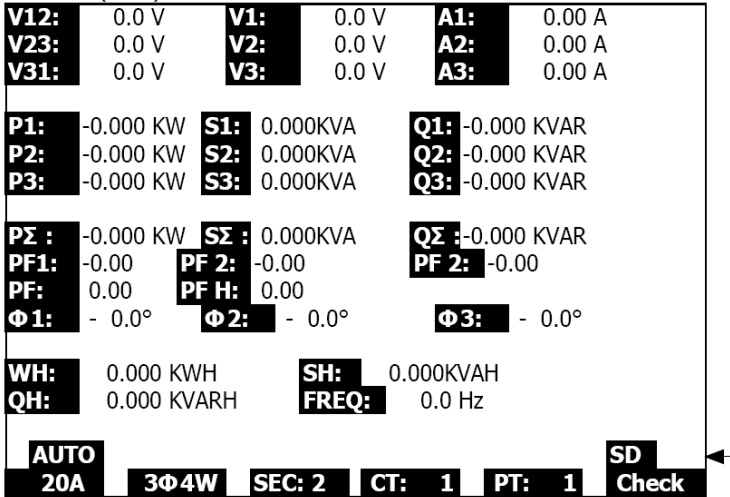 V12: 0.0 V V1: 0.0 V A1: 0.00 A
V23: 0.0 V V2: 0.0 V A2: 0.00 A
V31: 0.0 V V3: 0.0 V A3: 0.00 A
P1: -0.000 KW S1: 0.000KVA Q1: -0.000 KVAR
P2: -0.000 KW S2: 0.000KVA Q2: -0.000 KVAR
P3: -0.000 KW S3: 0.000KVA Q3: -0.000 KVAR
PΣ : -0.000 KW SΣ : 0.000KVA QΣ :-0.000 KVAR
PF1: -0.00 PF 2: -0.00 PF 2: -0.00
PF: 0.00 PF H: 0.00
Φ1: - 0.0° Φ2: - 0.0° Φ3: - 0.0°
WH: 0.000 KWH SH: 0.000KVAH
QH: 0.000 KVARH FREQ: 0.0 Hz
AUTO SD
20A 3Φ4W SEC: 2 CT: 1 PT: 1 Check